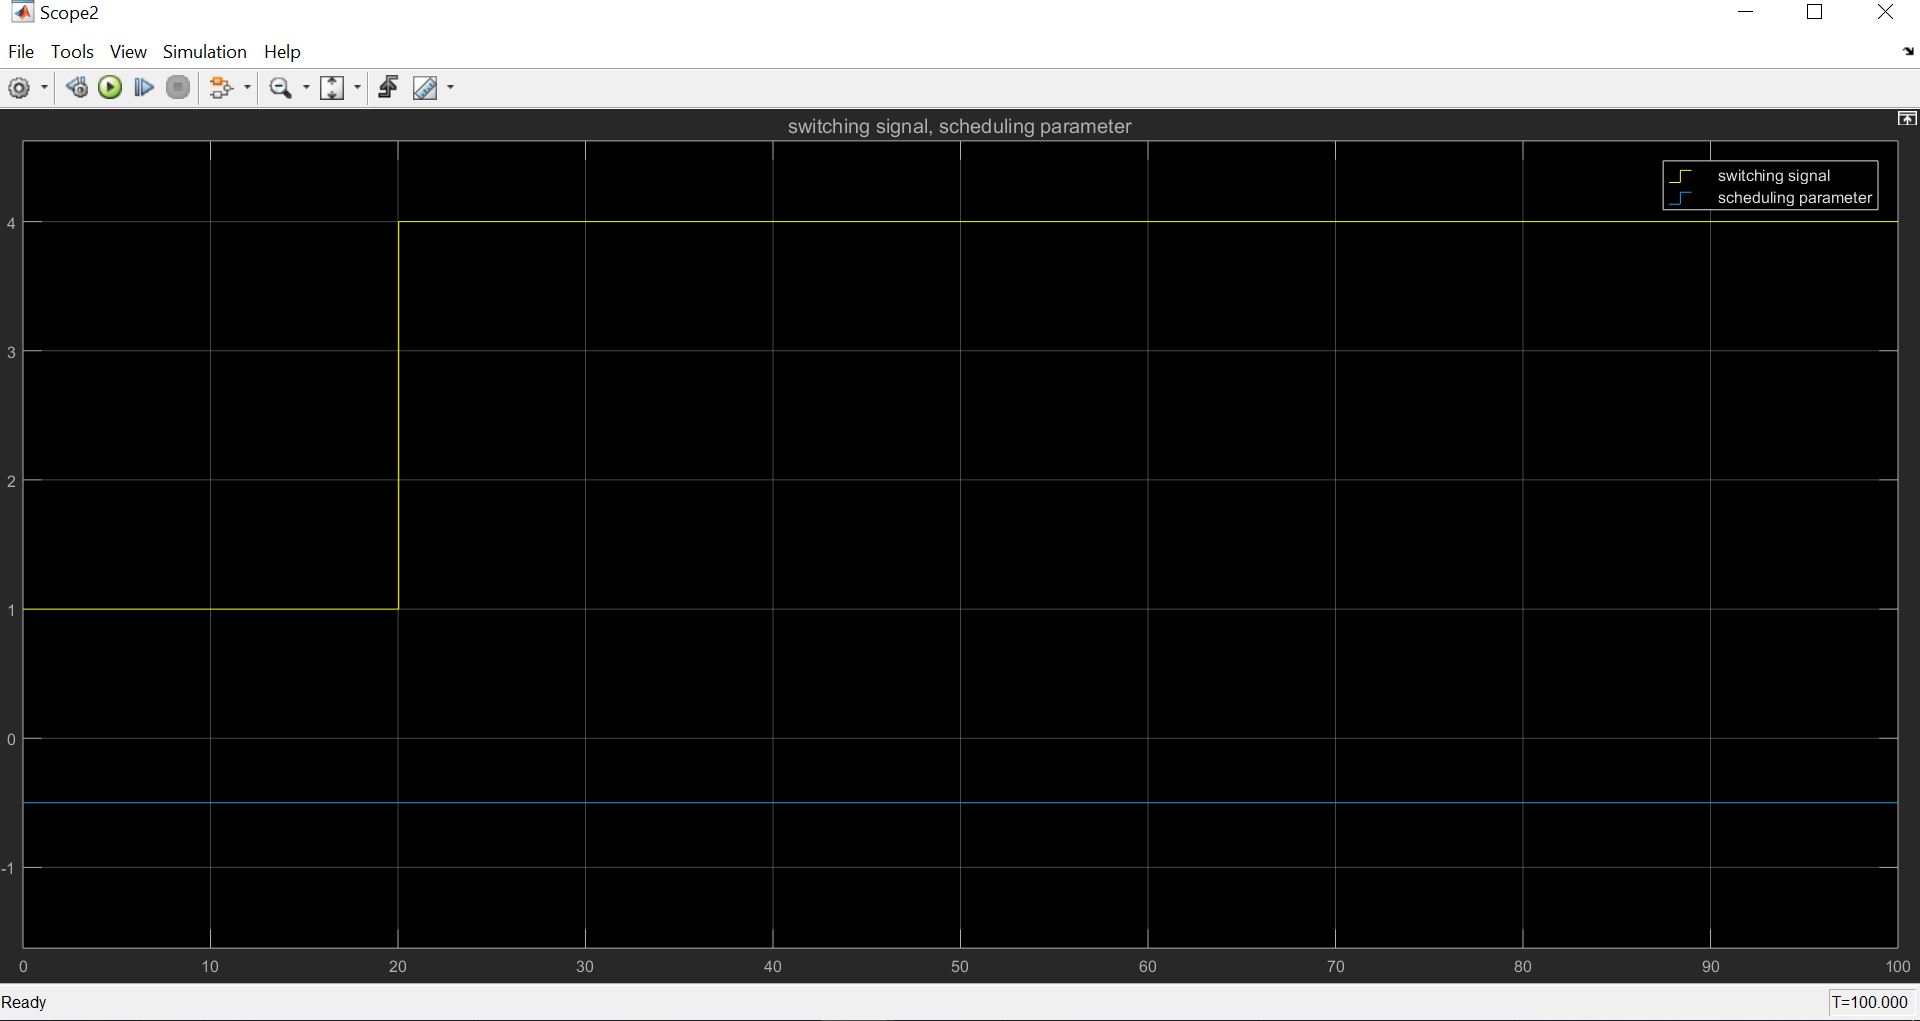 Scope2
File Tools View Simulation Help
switching signal, scheduling parameter
switching signal
scheduling parameter
4
3
2
1
0
-1
0 10 20 30 40 50 60 70 80 90 100
Ready T=100.000